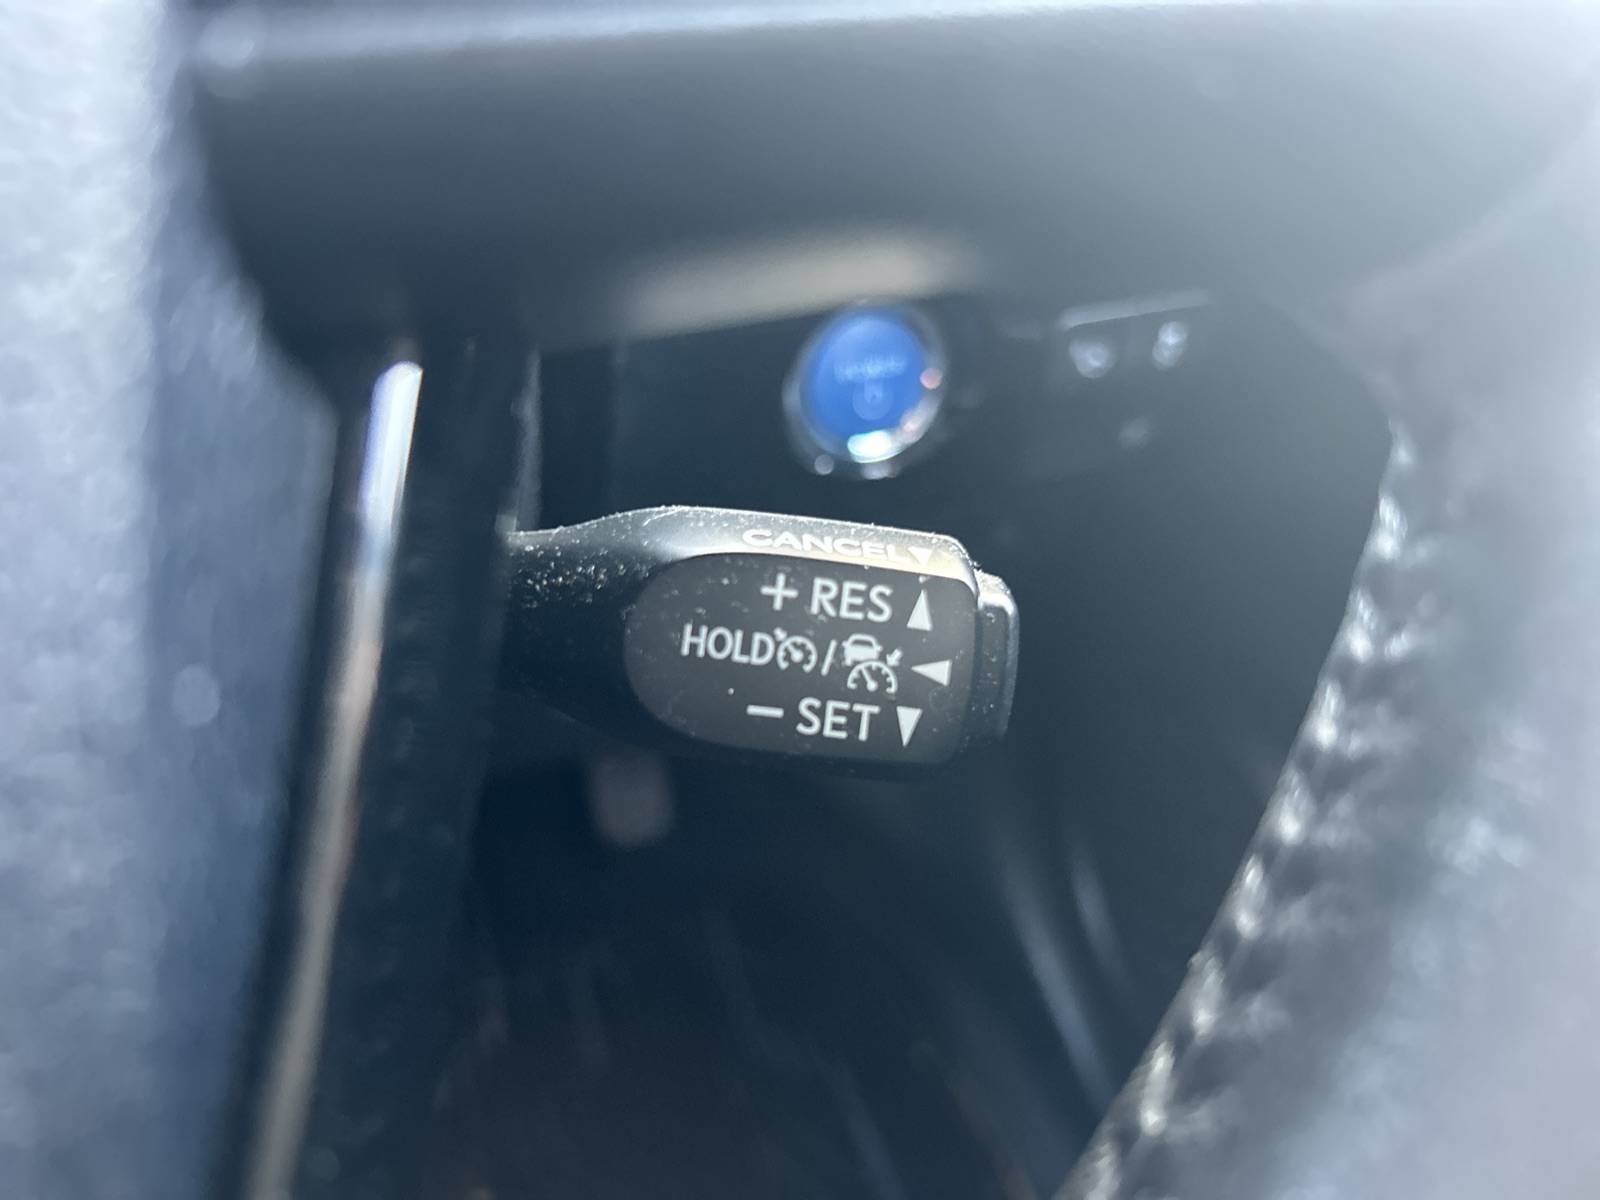 CANCEL
+ RES
HOLD /
− SET